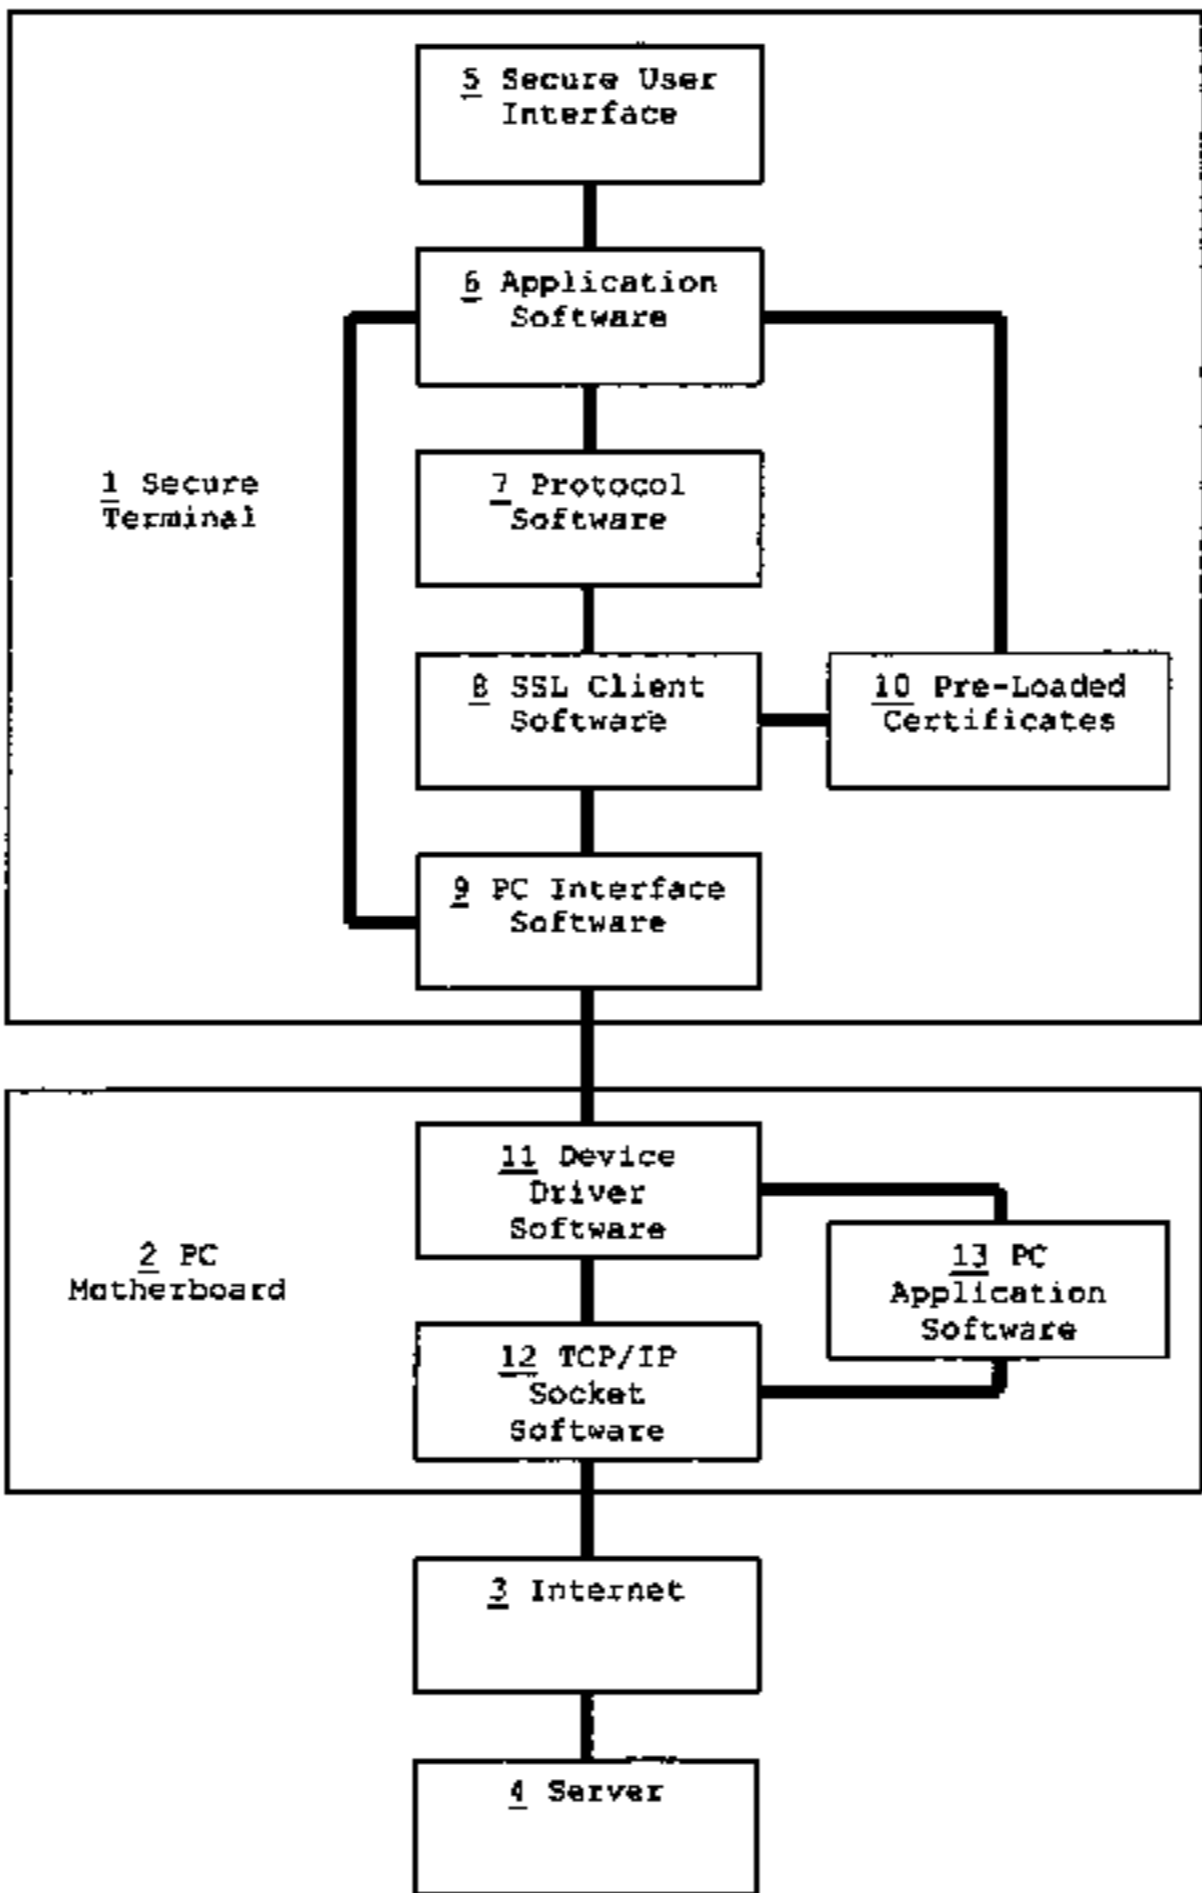 5 Secure User
Interface
6 Application
Software
1 Secure
Terminal
7 Protocol
Software
8 SSL Client
Software
10 Pre-Loaded
Certificates
9 PC Interface
Software
11 Device
Driver
Software
2 PC
Motherboard
13 PC
Application
Software
12 TCP/IP
Socket
Software
3 Internet
4 Server